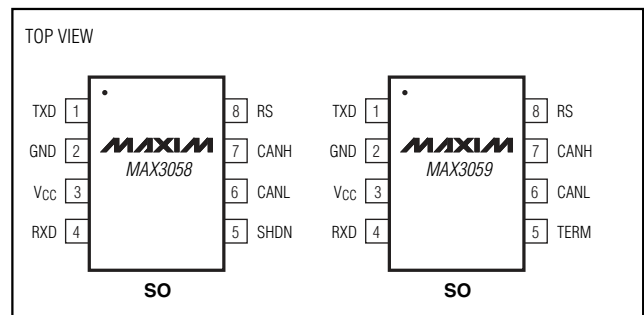 TOP VIEW
TXD 1 8 RS TXD 1 8 RS
GND 2 MAXIM 7 CANH GND 2 MAXIM 7 CANH
MAX3058 MAX3059
VCC 3 6 CANL VCC 3 6 CANL
RXD 4 5 SHDN RXD 4 5 TERM
SO SO